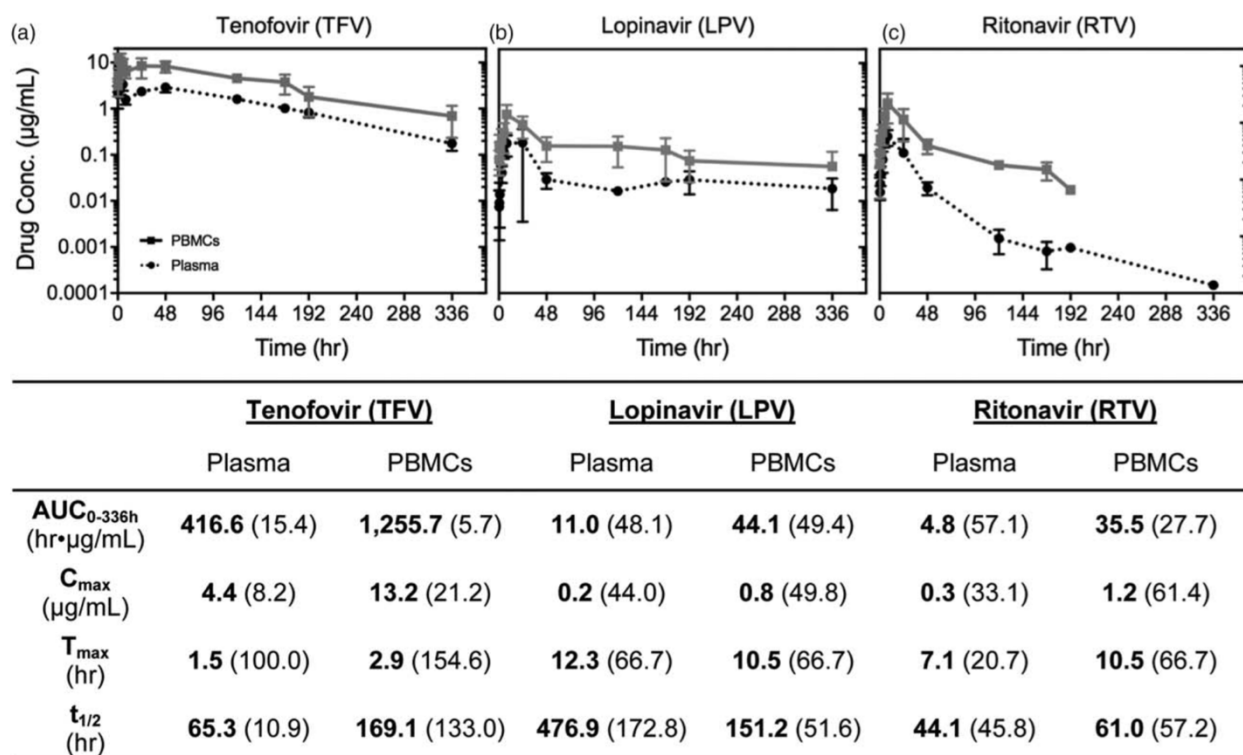 (a) Tenofovir (TFV)
(b) Lopinavir (LPV)
(c) Ritonavir (RTV)
Drug Conc. (µg/mL)
10
1
0.1
0.01
0.001
0.0001
PBMCs
Plasma
0 48 96 144 192 240 288 336
0 48 96 144 192 240 288 336
0 48 96 144 192 240 288 336
Time (hr)
Time (hr)
Time (hr)
Tenofovir (TFV) Lopinavir (LPV) Ritonavir (RTV)
Plasma PBMCs Plasma PBMCs Plasma PBMCs
AUC0-336h
(hr•µg/mL)
416.6 (15.4) 1,255.7 (5.7) 11.0 (48.1) 44.1 (49.4) 4.8 (57.1) 35.5 (27.7)
Cmax
(µg/mL)
4.4 (8.2) 13.2 (21.2) 0.2 (44.0) 0.8 (49.8) 0.3 (33.1) 1.2 (61.4)
Tmax
(hr)
1.5 (100.0) 2.9 (154.6) 12.3 (66.7) 10.5 (66.7) 7.1 (20.7) 10.5 (66.7)
t1/2
(hr)
65.3 (10.9) 169.1 (133.0) 476.9 (172.8) 151.2 (51.6) 44.1 (45.8) 61.0 (57.2)